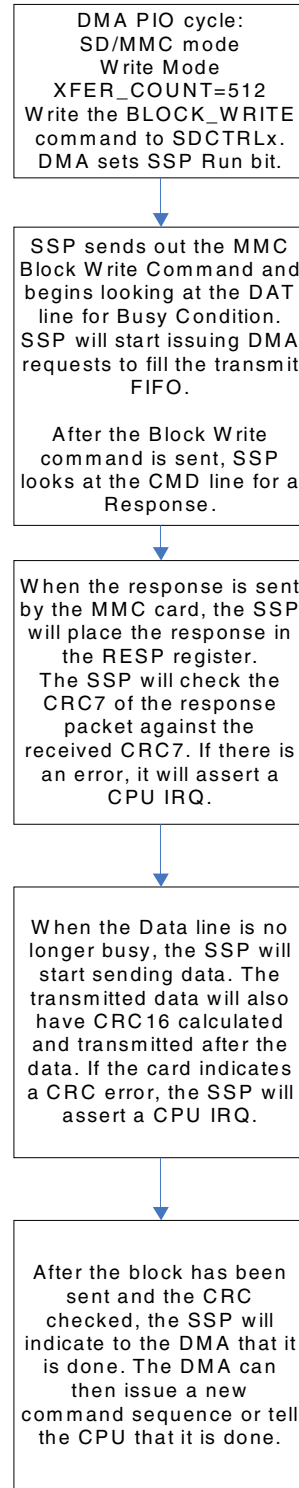 DMA PIO cycle:
SD/MMC mode
Write Mode
XFER_COUNT=512
Write the BLOCK_WRITE
command to SDCTRLx.
DMA sets SSP Run bit.
SSP sends out the MMC
Block Write Command and
begins looking at the DAT
line for Busy Condition.
SSP will start issuing DMA
requests to fill the transmit
FIFO.
After the Block Write
command is sent, SSP
looks at the CMD line for a
Response.
When the response is sent
by the MMC card, the SSP
will place the response in
the RESP register.
The SSP will check the
CRC7 of the response
packet against the
received CRC7. If there is
an error, it will assert a
CPU IRQ.
When the Data line is no
longer busy, the SSP will
start sending data. The
transmitted data will also
have CRC16 calculated
and transmitted after the
data. If the card indicates
a CRC error, the SSP will
assert a CPU IRQ.
After the block has been
sent and the CRC
checked, the SSP will
indicate to the DMA that it
is done. The DMA can
then issue a new
command sequence or tell
the CPU that it is done.